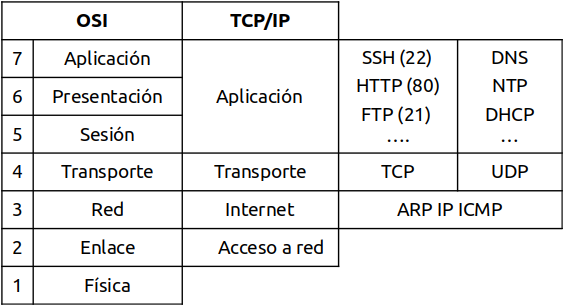 OSI TCP/IP
7 Aplicación Aplicación SSH (22) DNS
HTTP (80) NTP
6 Presentación
FTP (21) DHCP
5 Sesión .... ...
4 Transporte Transporte TCP UDP
3 Red Internet ARP IP ICMP
2 Enlace Acceso a red
1 Física